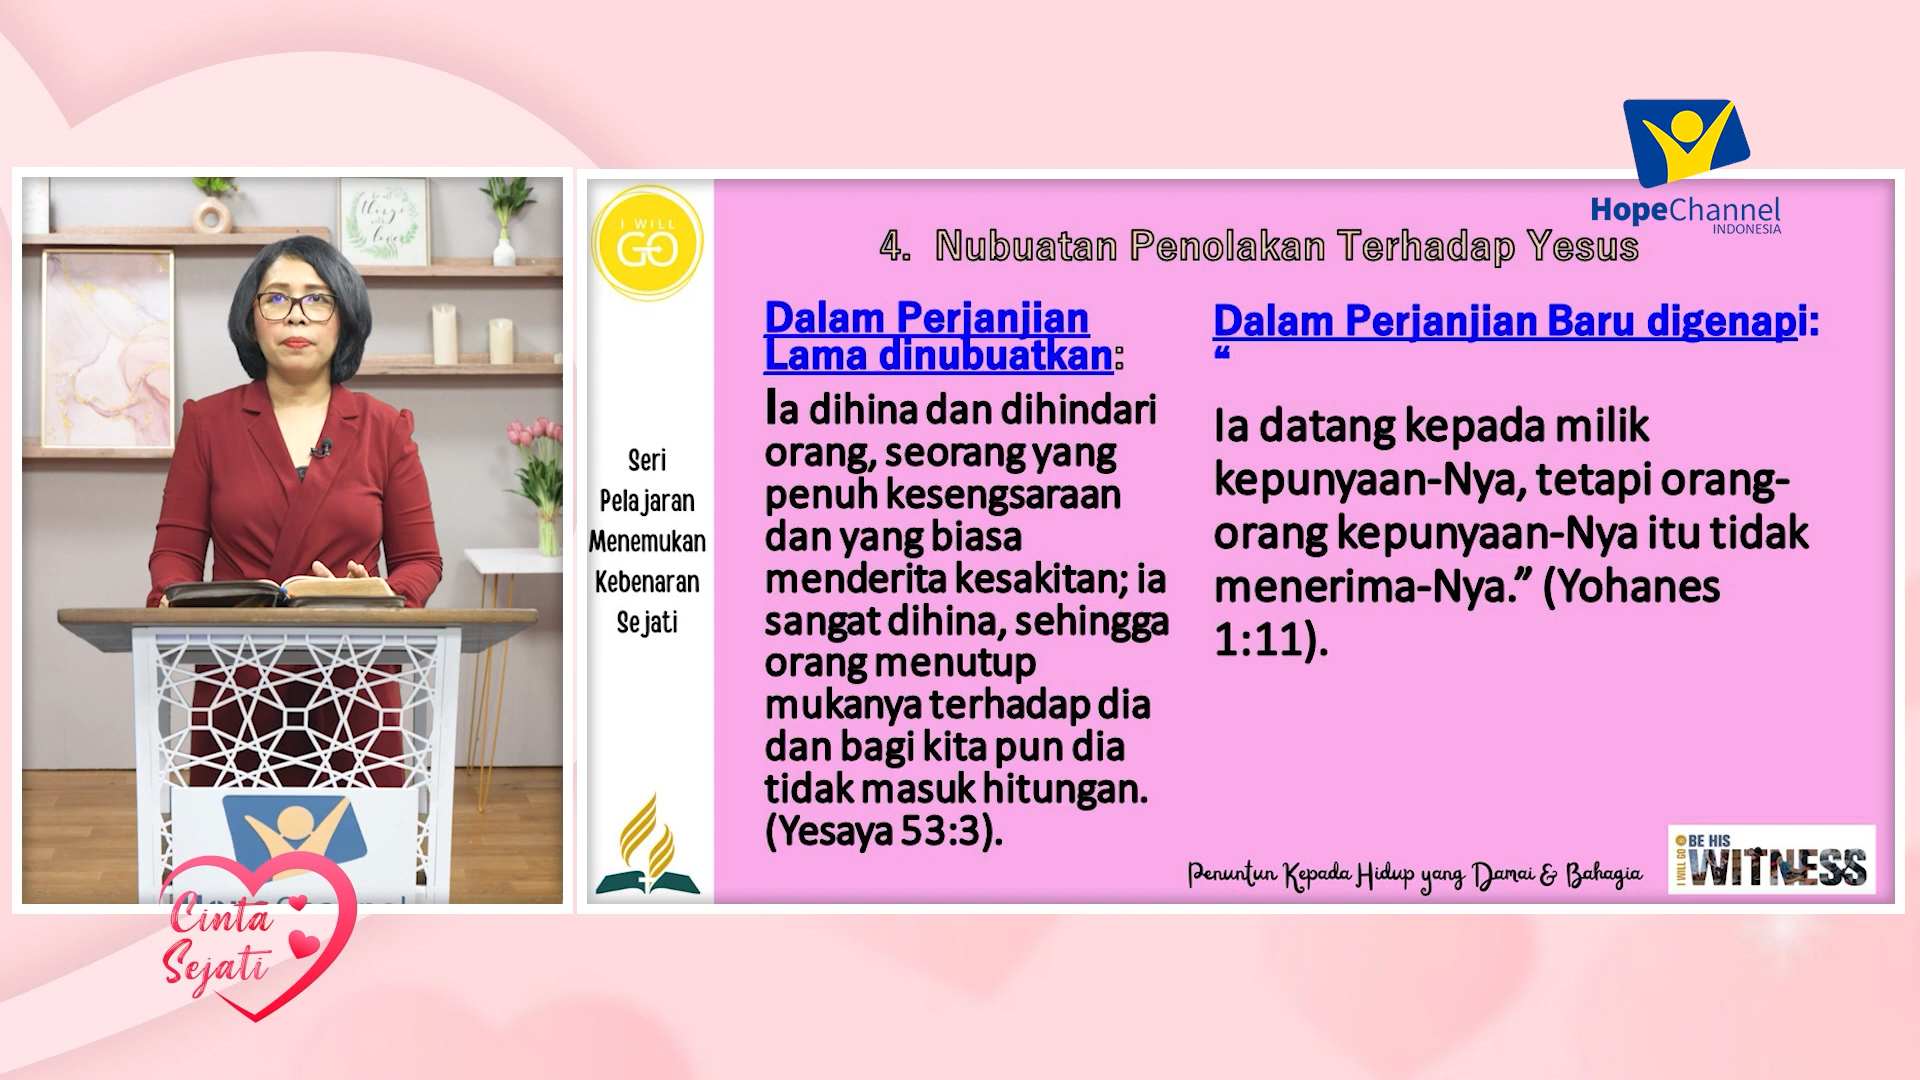 HopeChannel
INDONESIA
I WILL
GO
4. Nubuatan Penolakan Terhadap Yesus
Dalam Perjanjian
Lama dinubuatkan:
Ia dihina dan dihindari
orang, seorang yang
penuh kesengsaraan
dan yang biasa
menderita kesakitan; ia
sangat dihina, sehingga
orang menutup
mukanya terhadap dia
dan bagi kita pun dia
tidak masuk hitungan.
(Yesaya 53:3).
Dalam Perjanjian Baru digenapi:
“
Ia datang kepada milik
kepunyaan-Nya, tetapi orang-
orang kepunyaan-Nya itu tidak
menerima-Nya.” (Yohanes
1:11).
Seri
Pelajaran
Menemukan
Kebenaran
Sejati
Penuntun Kepada Hidup yang Damai & Bahagia
I WILL GO
BE HIS
WITNESS
Cinta
Sejati